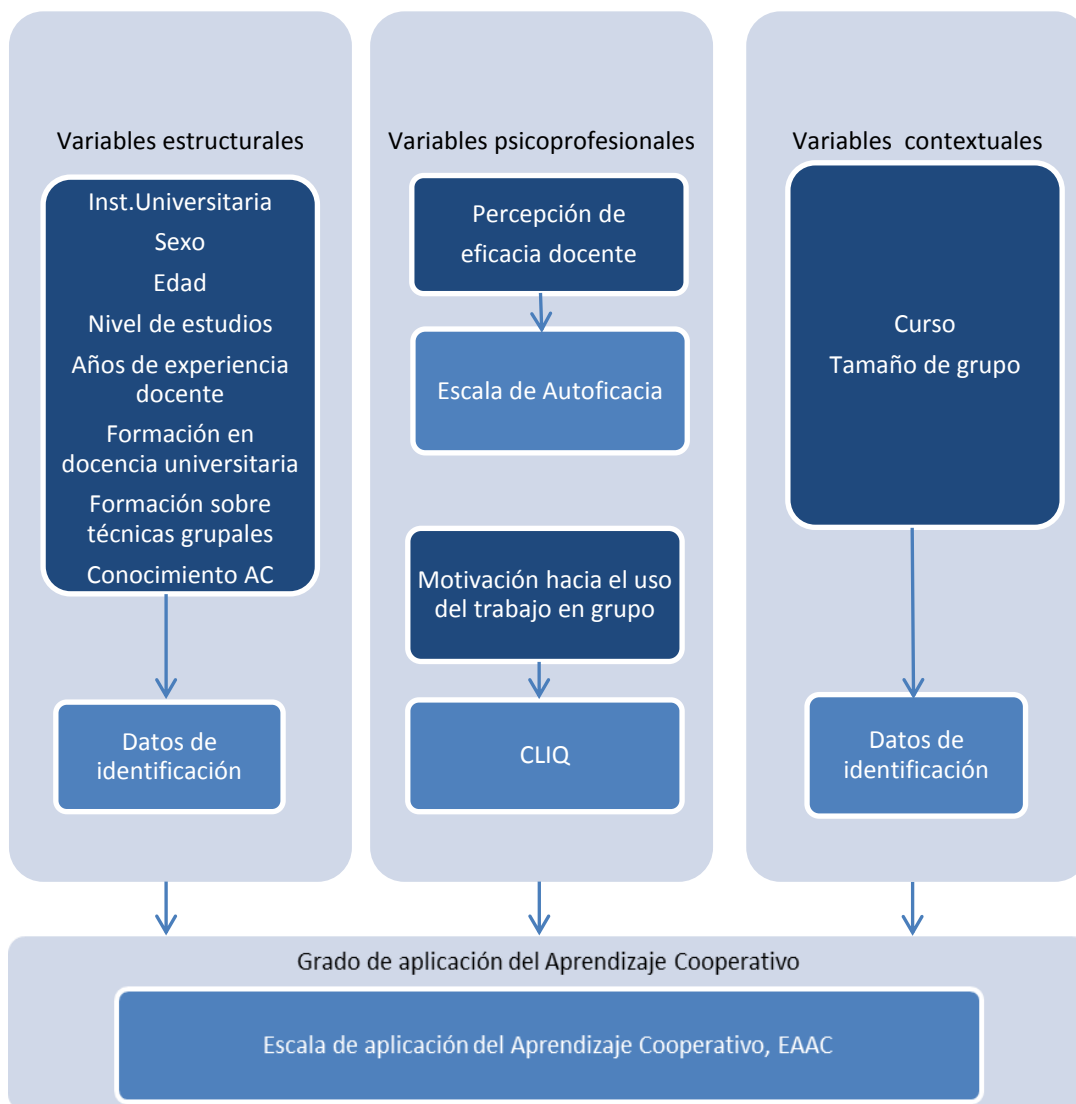 Variables estructurales
Inst.Universitaria
Sexo
Edad
Nivel de estudios
Años de experiencia
docente
Formación en
docencia universitaria
Formación sobre
técnicas grupales
Conocimiento AC
Datos de
identificación
Variables psicoprofesionales
Percepción de
eficacia docente
Escala de Autoficacia
Motivación hacia el uso
del trabajo en grupo
CLIQ
Variables contextuales
Curso
Tamaño de grupo
Datos de
identificación
Grado de aplicación del Aprendizaje Cooperativo
Escala de aplicación del Aprendizaje Cooperativo, EAAC